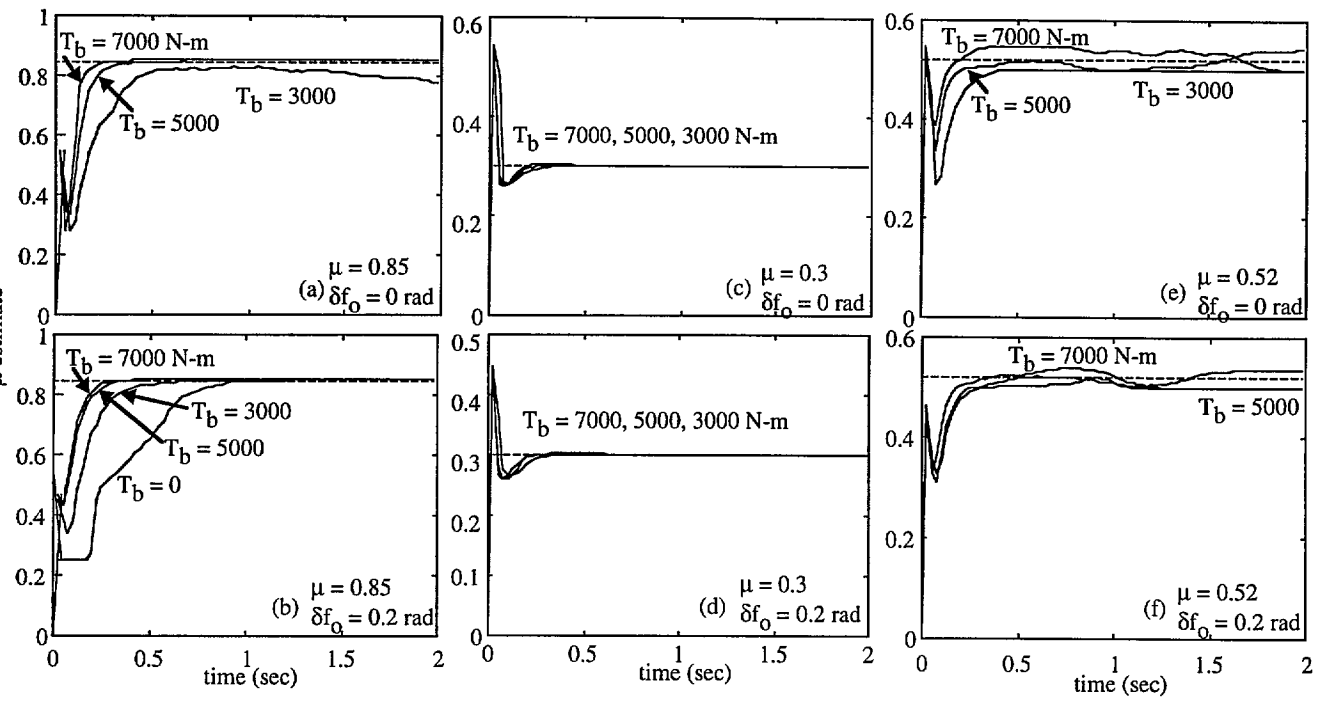 1
0.8
0.6
0.4
0.2
0
T_b = 7000 N-m
T_b = 5000
T_b = 3000
μ = 0.85
(a) δf_o = 0 rad
0.6
0.4
0.2
0
T_b = 7000, 5000, 3000 N-m
μ = 0.3
(c) δf_o = 0 rad
0.6
0.4
0.2
0
T_b = 7000 N-m
T_b = 5000
T_b = 3000
μ = 0.52
(e) δf_o = 0 rad
1
0.8
0.6
0.4
0.2
0
T_b = 7000 N-m
T_b = 3000
T_b = 5000
T_b = 0
μ = 0.85
(b) δf_o = 0.2 rad
0 0.5 1 1.5 2
time (sec)
0.5
0.4
0.3
0.2
0.1
0
T_b = 7000, 5000, 3000 N-m
μ = 0.3
(d) δf_o = 0.2 rad
0 0.5 1 1.5 2
time (sec)
0.6
0.4
0.2
0
T_b = 7000 N-m
T_b = 5000
μ = 0.52
(f) δf_o = 0.2 rad
0 0.5 1 1.5 2
time (sec)